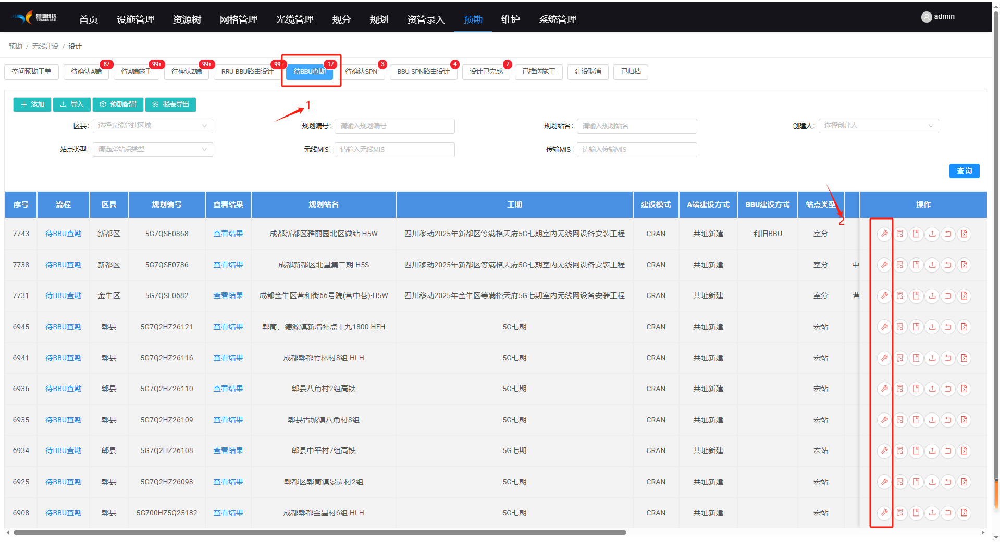 雄博科技
XIONGBO KEJI
首页 设施管理 资源树 网格管理 光缆管理 规分 规划 资管录入 预勘 维护 系统管理 admin
预勘 / 无线建设 / 设计
空间预勘工单 待确认A端 87 待A端施工 99+ 待确认Z端 99+ RRU-BBU路由设计 99+ 待BBU查勘 17 待确认SPN 3 BBU-SPN路由设计 4 设计已完成 7 已推送施工 建设取消 已归档
添加 导入 预勘配置 报表导出
1
区县: 选择光缆管辖区域 规划编号: 请输入规划编号 规划站名: 请输入规划站名 创建人: 选择创建人
站点类型: 请选择站点类型 无线MIS: 请输入无线MIS 传输MIS: 请输入传输MIS
查询
序号 流程 区县 规划编号 查看结果 规划站名 工期 建设模式 A端建设方式 BBU建设方式 站点类型 操作
2
7743 待BBU查勘 新都区 5G7QSF0868 查看结果 成都新都区雅丽园北区微站-H5W 四川移动2025年新都区等满格天府5G七期室内无线网设备安装工程 CRAN 共址新建 利旧BBU 室分
7738 待BBU查勘 新都区 5G7QSF0786 查看结果 成都新都区北星集二期-H5S 四川移动2025年新都区等满格天府5G七期室内无线网设备安装工程 CRAN 共址新建 室分 中
7731 待BBU查勘 金牛区 5G7QSF0682 查看结果 成都金牛区营和街66号院(营中巷)-H5W 四川移动2025年金牛区等满格天府5G七期室内无线网设备安装工程 CRAN 共址新建 室分 营
6945 待BBU查勘 郫县 5G7Q2HZ26121 查看结果 郫筒、德源镇新增补点十九1800-HFH 5G七期 CRAN 共址新建 宏站
6941 待BBU查勘 郫县 5G7Q2HZ26116 查看结果 成都郫都竹林村8组-HLH 5G七期 CRAN 共址新建 宏站
6936 待BBU查勘 郫县 5G7Q2HZ26110 查看结果 郫县八角村2组高铁 5G七期 CRAN 共址新建 宏站
6935 待BBU查勘 郫县 5G7Q2HZ26109 查看结果 郫县古城镇八角村8组 5G七期 CRAN 共址新建 宏站
6934 待BBU查勘 郫县 5G7Q2HZ26108 查看结果 郫县中平村7组高铁 5G七期 CRAN 共址新建 宏站
6925 待BBU查勘 郫县 5G7Q2HZ26098 查看结果 郫都区郫筒镇景岗村2组 5G七期 CRAN 共址新建 宏站
6908 待BBU查勘 郫县 5G700HZ5Q25182 查看结果 成都郫都金星村6组-HLH 5G七期 CRAN 共址新建 宏站